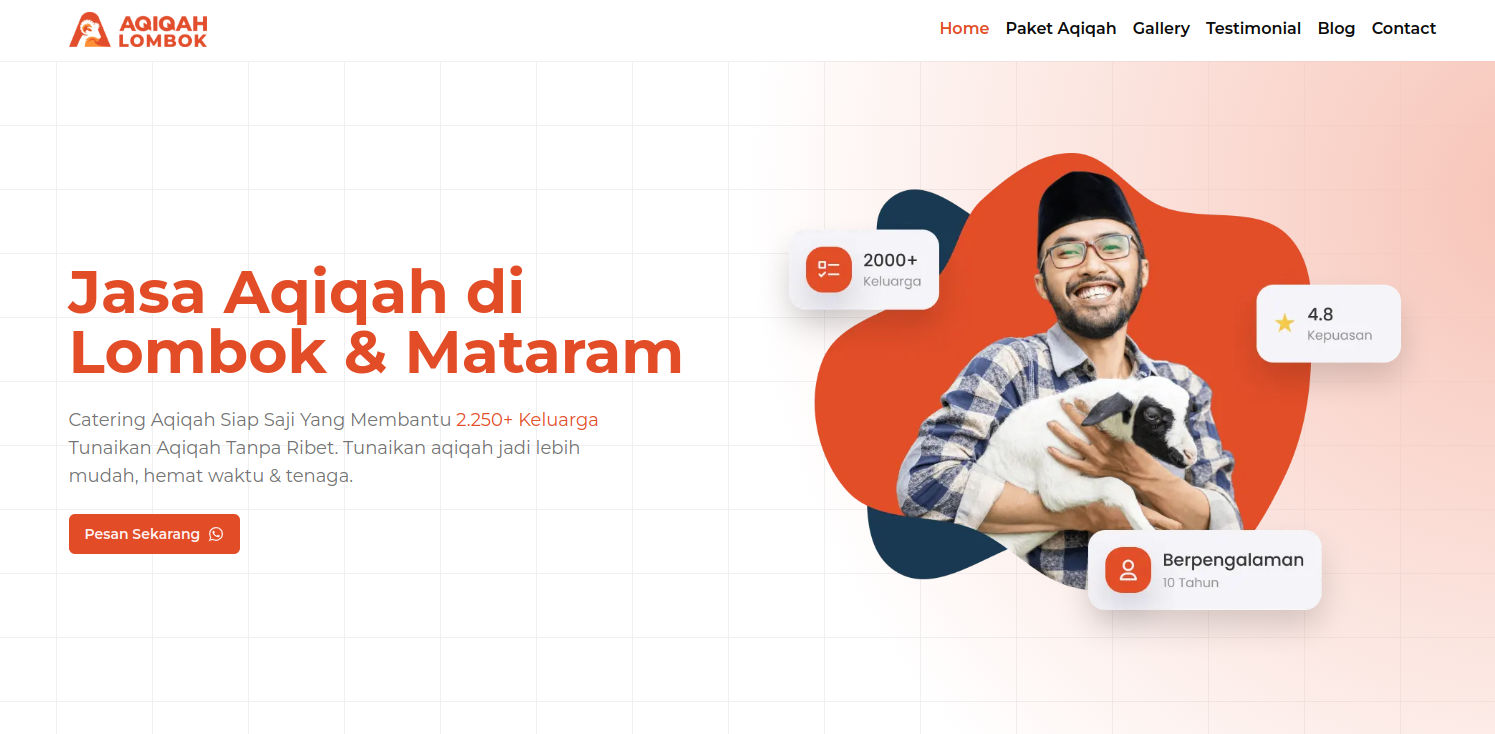 AQIQAH
LOMBOK
Home Paket Aqiqah Gallery Testimonial Blog Contact
Jasa Aqiqah di
Lombok & Mataram
Catering Aqiqah Siap Saji Yang Membantu 2.250+ Keluarga
Tunaikan Aqiqah Tanpa Ribet. Tunaikan aqiqah jadi lebih
mudah, hemat waktu & tenaga.
Pesan Sekarang
2000+
Keluarga
4.8
Kepuasan
Berpengalaman
10 Tahun